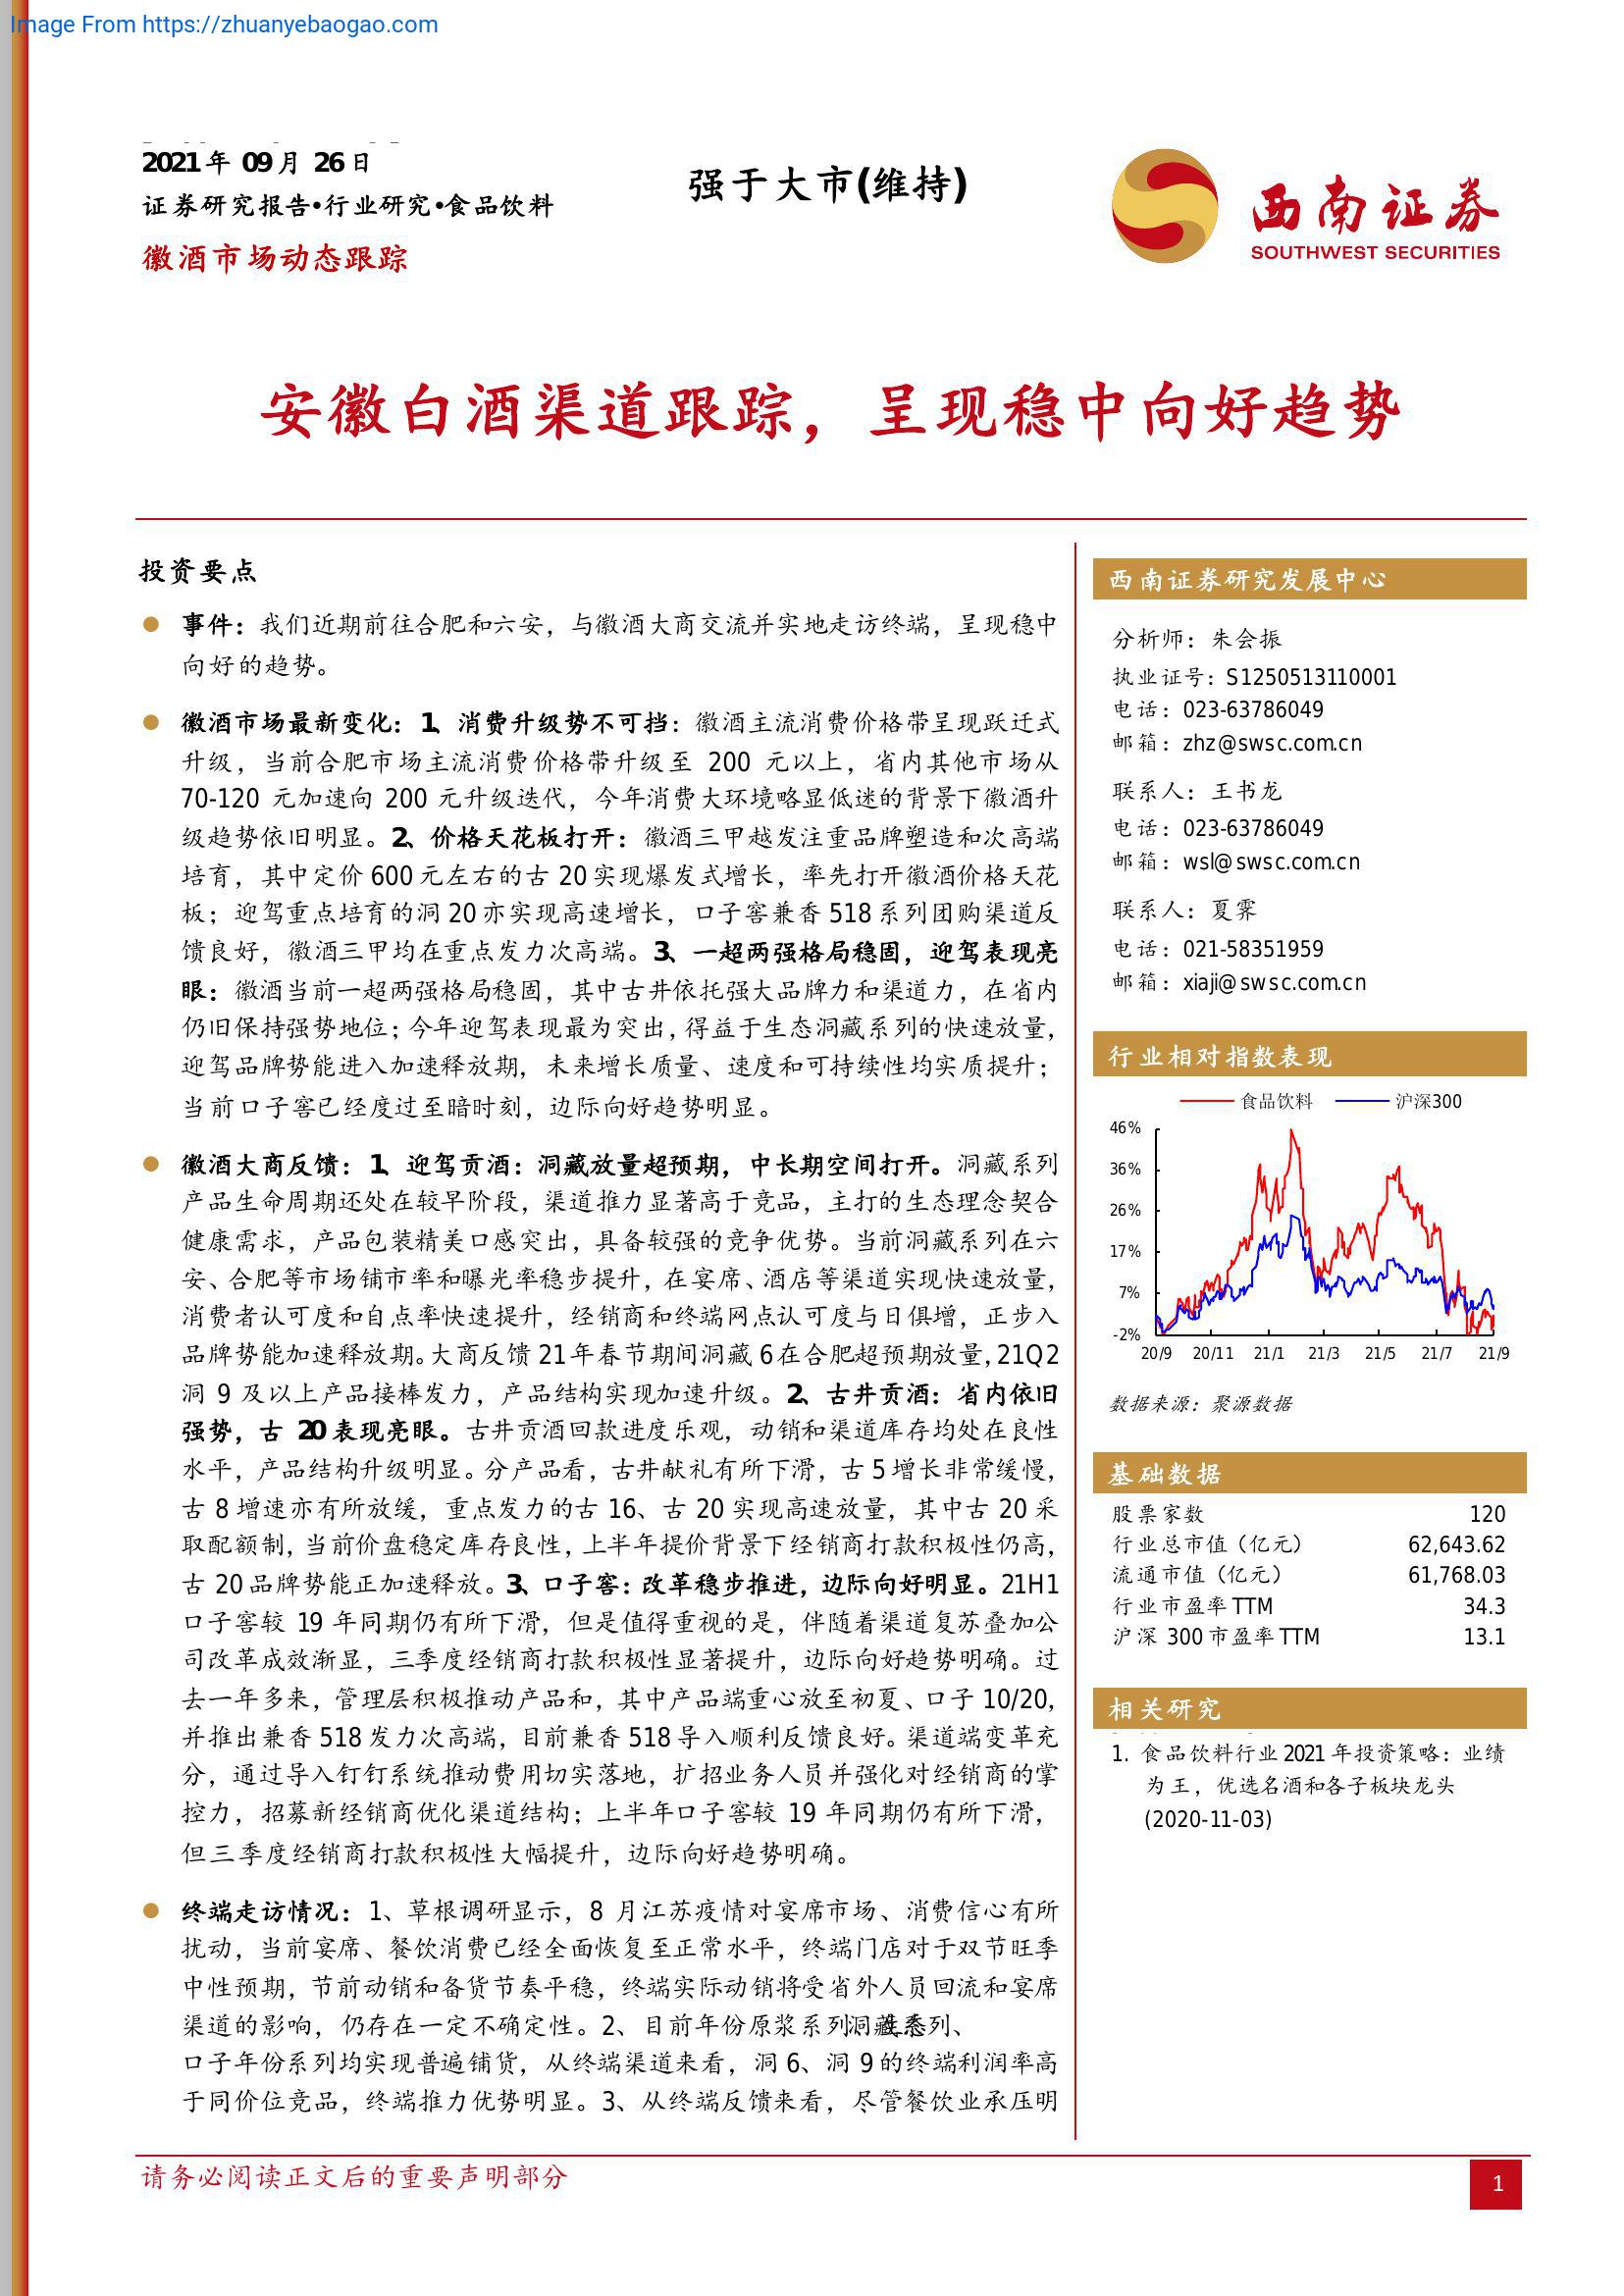 Image From https://zhuanyebaogao.com
2021年 09月 26日
证券研究报告•行业研究•食品饮料
徽酒市场动态跟踪
强于大市(维持)
西南证券
SOUTHWEST SECURITIES
安徽白酒渠道跟踪，呈现稳中向好趋势
投资要点
事件：我们近期前往合肥和六安，与徽酒大商交流并实地走访终端，呈现稳中
向好的趋势。
徽酒市场最新变化：1、消费升级势不可挡：徽酒主流消费价格带呈现跃迁式
升级，当前合肥市场主流消费价格带升级至 200 元以上，省内其他市场从
70-120 元加速向 200 元升级迭代，今年消费大环境略显低迷的背景下徽酒升
级趋势依旧明显。2、价格天花板打开：徽酒三甲越发注重品牌塑造和次高端
培育，其中定价 600 元左右的古 20 实现爆发式增长，率先打开徽酒价格天花
板；迎驾重点培育的洞 20 亦实现高速增长，口子窖兼香 518 系列团购渠道反
馈良好，徽酒三甲均在重点发力次高端。3、一超两强格局稳固，迎驾表现亮
眼：徽酒当前一超两强格局稳固，其中古井依托强大品牌力和渠道力，在省内
仍旧保持强势地位；今年迎驾表现最为突出，得益于生态洞藏系列的快速放量，
迎驾品牌势能进入加速释放期，未来增长质量、速度和可持续性均实质提升；
当前口子窖已经度过至暗时刻，边际向好趋势明显。
徽酒大商反馈：1、迎驾贡酒：洞藏放量超预期，中长期空间打开。洞藏系列
产品生命周期还处在较早阶段，渠道推力显著高于竞品，主打的生态理念契合
健康需求，产品包装精美口感突出，具备较强的竞争优势。当前洞藏系列在六
安、合肥等市场铺市率和曝光率稳步提升，在宴席、酒店等渠道实现快速放量，
消费者认可度和自点率快速提升，经销商和终端网点认可度与日俱增，正步入
品牌势能加速释放期。大商反馈 21 年春节期间洞藏 6 在合肥超预期放量，21Q2
洞 9 及以上产品接棒发力，产品结构实现加速升级。2、古井贡酒：省内依旧
强势，古 20 表现亮眼。古井贡酒回款进度乐观，动销和渠道库存均处在良性
水平，产品结构升级明显。分产品看，古井献礼有所下滑，古 5 增长非常缓慢，
古 8 增速亦有所放缓，重点发力的古 16、古 20 实现高速放量，其中古 20 采
取配额制，当前价盘稳定库存良性，上半年提价背景下经销商打款积极性仍高，
古 20 品牌势能正加速释放。3、口子窖：改革稳步推进，边际向好明显。21H1
口子窖较 19 年同期仍有所下滑，但是值得重视的是，伴随着渠道复苏叠加公
司改革成效渐显，三季度经销商打款积极性显著提升，边际向好趋势明确。过
去一年多来，管理层积极推动产品和，其中产品端重心放至初夏、口子 10/20，
并推出兼香 518 发力次高端，目前兼香 518 导入顺利反馈良好。渠道端变革充
分，通过导入钉钉系统推动费用切实落地，扩招业务人员并强化对经销商的掌
控力，招募新经销商优化渠道结构；上半年口子窖较 19 年同期仍有所下滑，
但三季度经销商打款积极性大幅提升，边际向好趋势明确。
终端走访情况：1、草根调研显示，8 月江苏疫情对宴席市场、消费信心有所
扰动，当前宴席、餐饮消费已经全面恢复至正常水平，终端门店对于双节旺季
中性预期，节前动销和备货节奏平稳，终端实际动销将受省外人员回流和宴席
渠道的影响，仍存在一定不确定性。2、目前年份原浆系列、
口子年份系列均实现普遍铺货，从终端渠道来看，洞 6、洞 9 的终端利润率高
于同价位竞品，终端推力优势明显。3、从终端反馈来看，尽管餐饮业承压明
西南证券研究发展中心
分析师：朱会振
执业证号：S1250513110001
电话：023-63786049
邮箱：zhz@swsc.com.cn
联系人：王书龙
电话：023-63786049
邮箱：wsl@swsc.com.cn
联系人：夏霁
电话：021-58351959
邮箱：xiaji@swsc.com.cn
行业相对指数表现
食品饮料 沪深300
46%
36%
26%
17%
7%
-2%
20/9 20/11 21/1 21/3 21/5 21/7 21/9
数据来源：聚源数据
基础数据
股票家数 120
行业总市值（亿元） 62,643.62
流通市值（亿元） 61,768.03
行业市盈率 TTM 34.3
沪深 300 市盈率 TTM 13.1
相关研究
1. 食品饮料行业 2021 年投资策略：业绩
为王，优选名酒和各子板块龙头
(2020-11-03)
请务必阅读正文后的重要声明部分
1